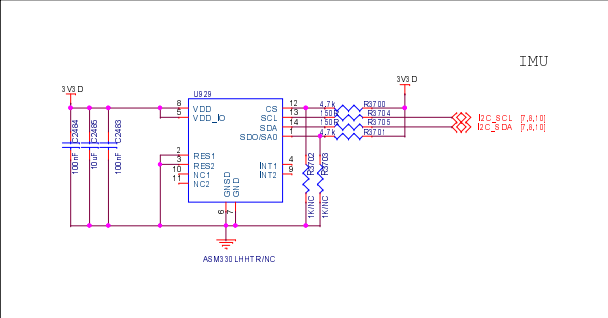 IMU
3V3D
3V3D
U929
8 VDD
5 VDD_IO
2 RES1
3 RES2
10 NC1
11 NC2
CS 12
SCL 13
SDA 14
SDO/SA0 1
INT1 4
INT2 9
GNSD 6
GND 7
4.7k R3700
150R R3704
150R R3705
4.7k R3701
I2C_SCL [7,8,10]
I2C_SDA [7,8,10]
C2484 100nF
C2485 10uF
C2483 100nF
R3702 1K/NC
R3703 1K/NC
ASM330LHHTR/NC